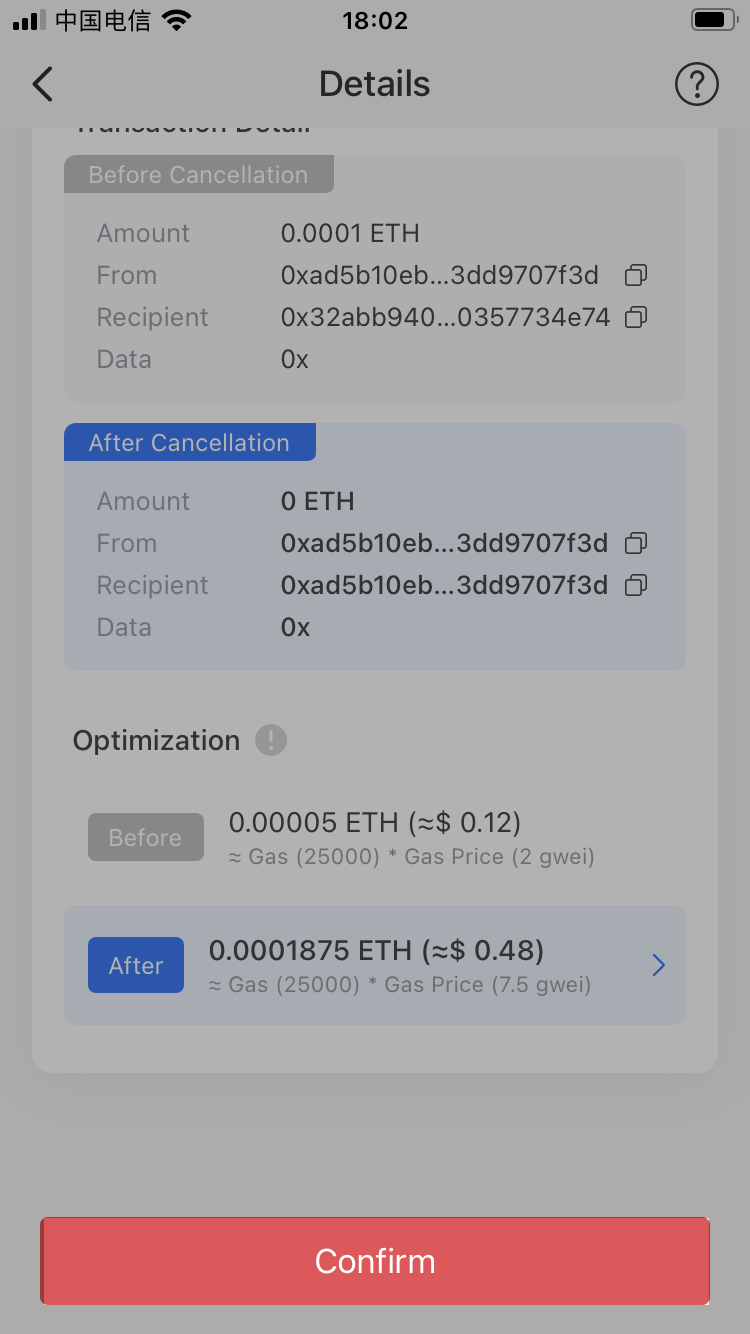 中国电信 18:02
Details
Transaction Detail
Before Cancellation
Amount 0.0001 ETH
From 0xad5b10eb...3dd9707f3d
Recipient 0x32abb940...0357734e74
Data 0x
After Cancellation
Amount 0 ETH
From 0xad5b10eb...3dd9707f3d
Recipient 0xad5b10eb...3dd9707f3d
Data 0x
Optimization
Before 0.00005 ETH (≈$ 0.12)
≈ Gas (25000) * Gas Price (2 gwei)
After 0.0001875 ETH (≈$ 0.48)
≈ Gas (25000) * Gas Price (7.5 gwei)
Confirm